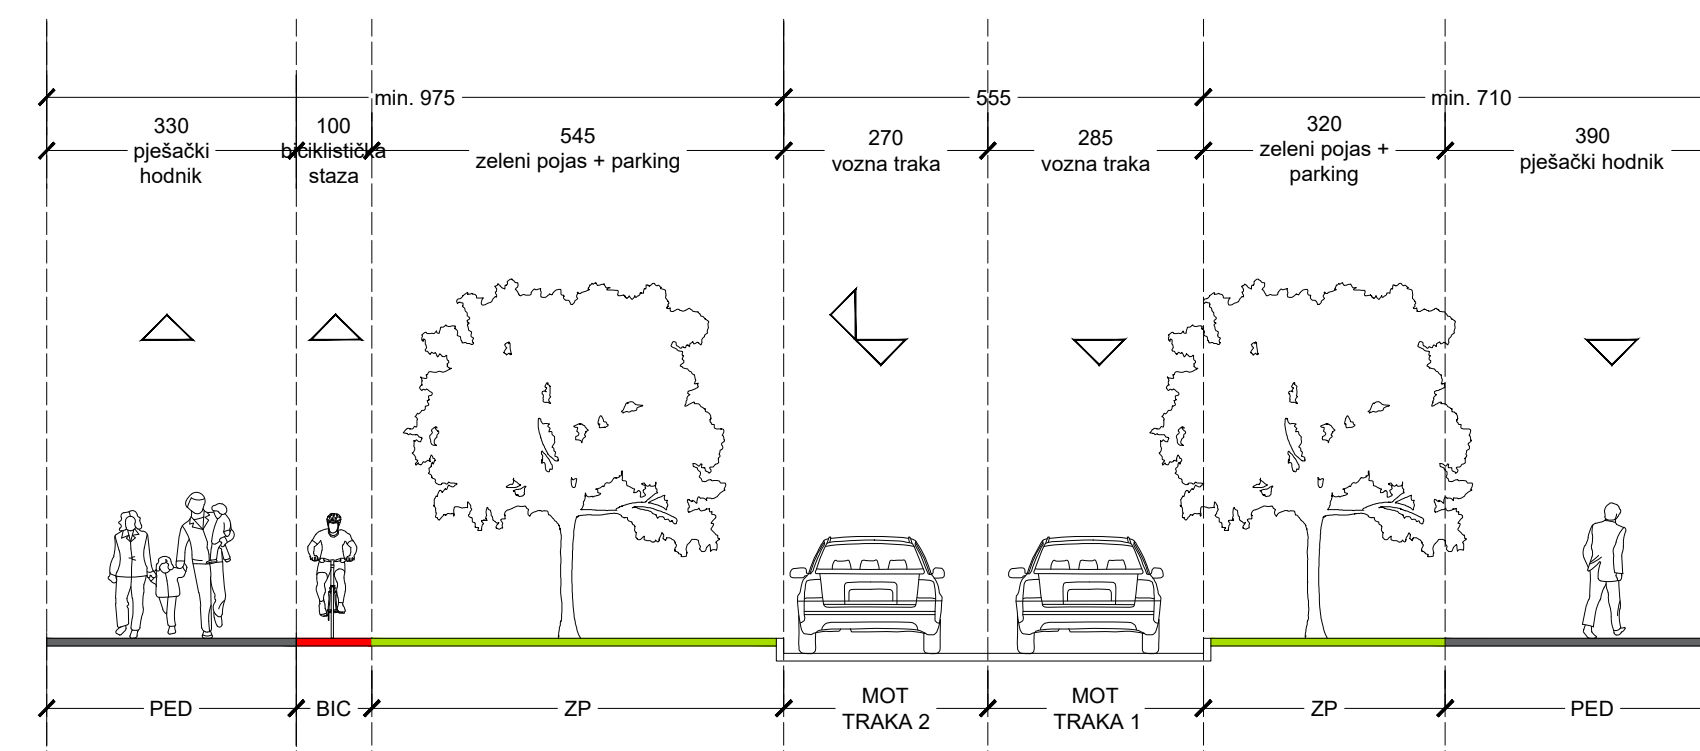 min. 975
555
min. 710
330
pješački
hodnik
100
biciklistička
staza
545
zeleni pojas + parking
270
vozna traka
285
vozna traka
320
zeleni pojas +
parking
390
pješački hodnik
PED
BIC
ZP
MOT
TRAKA 2
MOT
TRAKA 1
ZP
PED